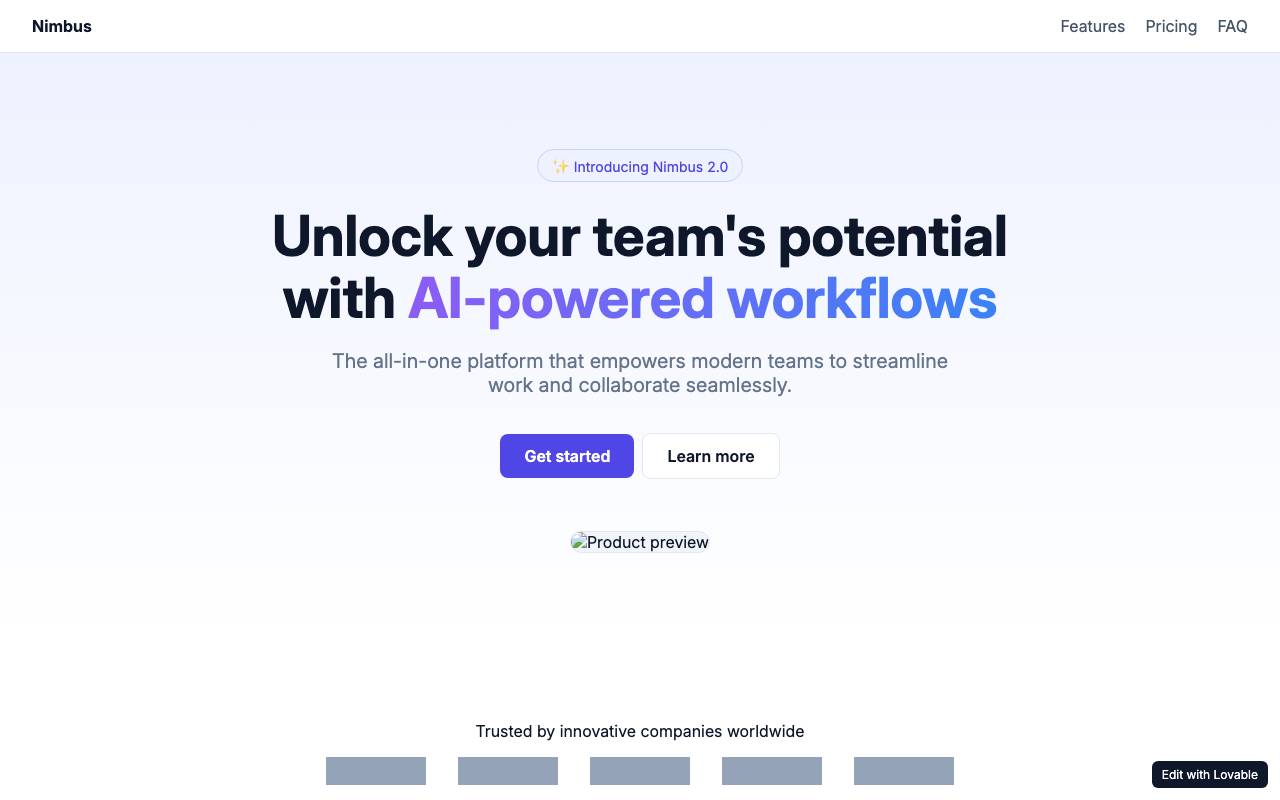 Nimbus
Features Pricing FAQ
✨ Introducing Nimbus 2.0
Unlock your team's potential
with AI-powered workflows
The all-in-one platform that empowers modern teams to streamline
work and collaborate seamlessly.
Get started
Learn more
Product preview
Trusted by innovative companies worldwide
Edit with Lovable